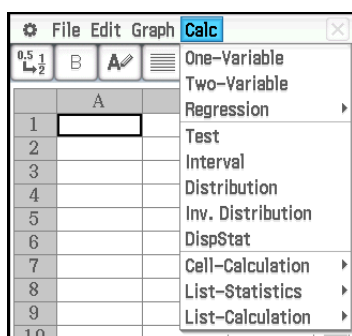 File Edit Graph Calc
0.5 1
2
B A
One-Variable
Two-Variable
Regression
Test
Interval
Distribution
Inv. Distribution
DispStat
Cell-Calculation
List-Statistics
List-Calculation
A
1
2
3
4
5
6
7
8
9
10